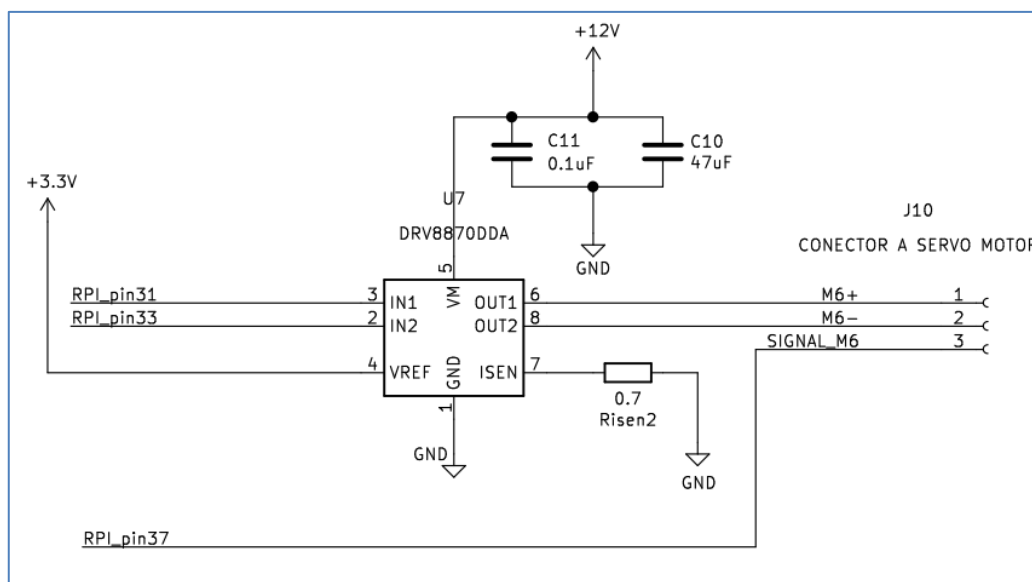 +12V
C11
0.1uF
C10
47uF
+3.3V
U7
DRV8870DDA
GND
J10
CONECTOR A SERVO MOTOR
5
VM
RPI_pin31
3
IN1
OUT1
6
M6+
1
RPI_pin33
2
IN2
OUT2
8
M6-
2
SIGNAL_M6
3
4
VREF
GND
ISEN
7
1
0.7
Risen2
GND
GND
RPI_pin37